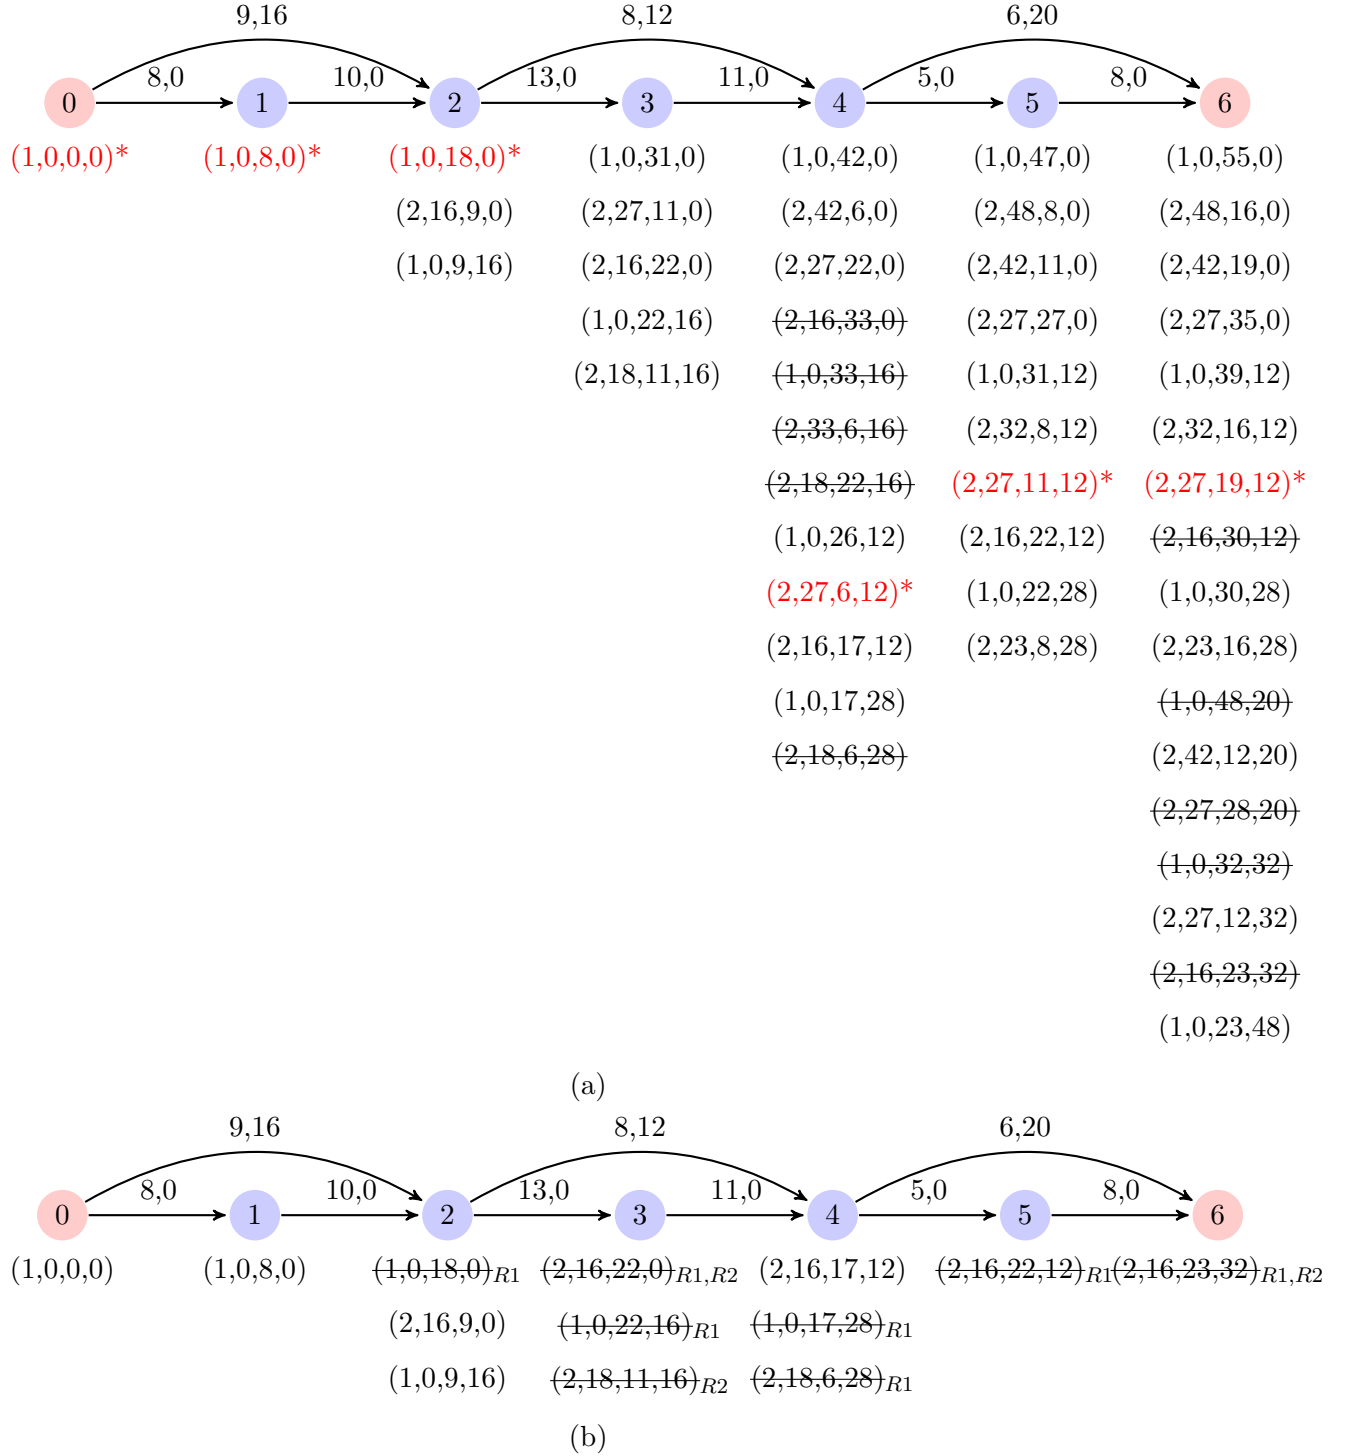 9,16 8,12 6,20
8,0 10,0 13,0 11,0 5,0 8,0
0 1 2 3 4 5 6
(1,0,0,0)* (1,0,8,0)* (1,0,18,0)* (1,0,31,0) (1,0,42,0) (1,0,47,0) (1,0,55,0)
(2,16,9,0) (2,27,11,0) (2,42,6,0) (2,48,8,0) (2,48,16,0)
(1,0,9,16) (2,16,22,0) (2,27,22,0) (2,42,11,0) (2,42,19,0)
(1,0,22,16) (2,16,33,0) (2,27,27,0) (2,27,35,0)
(2,18,11,16) (1,0,33,16) (1,0,31,12) (1,0,39,12)
(2,33,6,16) (2,32,8,12) (2,32,16,12)
(2,18,22,16) (2,27,11,12)* (2,27,19,12)*
(1,0,26,12) (2,16,22,12) (2,16,30,12)
(2,27,6,12)* (1,0,22,28) (1,0,30,28)
(2,16,17,12) (2,23,8,28) (2,23,16,28)
(1,0,17,28) (1,0,48,20)
(2,18,6,28) (2,42,12,20)
(2,27,28,20)
(1,0,32,32)
(2,27,12,32)
(2,16,23,32)
(1,0,23,48)
(a)
9,16 8,12 6,20
8,0 10,0 13,0 11,0 5,0 8,0
0 1 2 3 4 5 6
(1,0,0,0) (1,0,8,0) (1,0,18,0)R1 (2,16,22,0)R1,R2 (2,16,17,12) (2,16,22,12)R1 (2,16,23,32)R1,R2
(2,16,9,0) (1,0,22,16)R1 (1,0,17,28)R1
(1,0,9,16) (2,18,11,16)R2 (2,18,6,28)R1
(b)